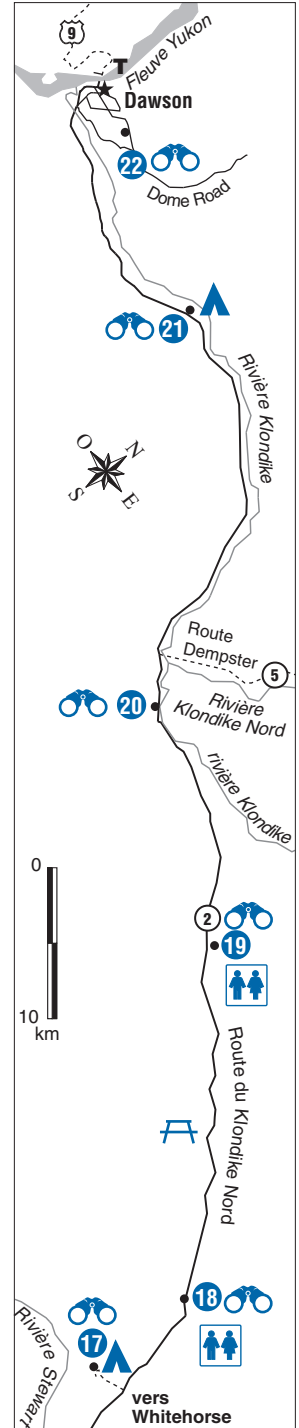 9
T
Fleuve Yukon
Dawson
22
Dome Road
21
Rivière Klondike
N
O
E
S
Route
Dempster
5
20
Rivière
Klondike Nord
rivière Klondike
0
2
19
10
km
Route du Klondike Nord
18
17
Rivière Stewart
vers
Whitehorse